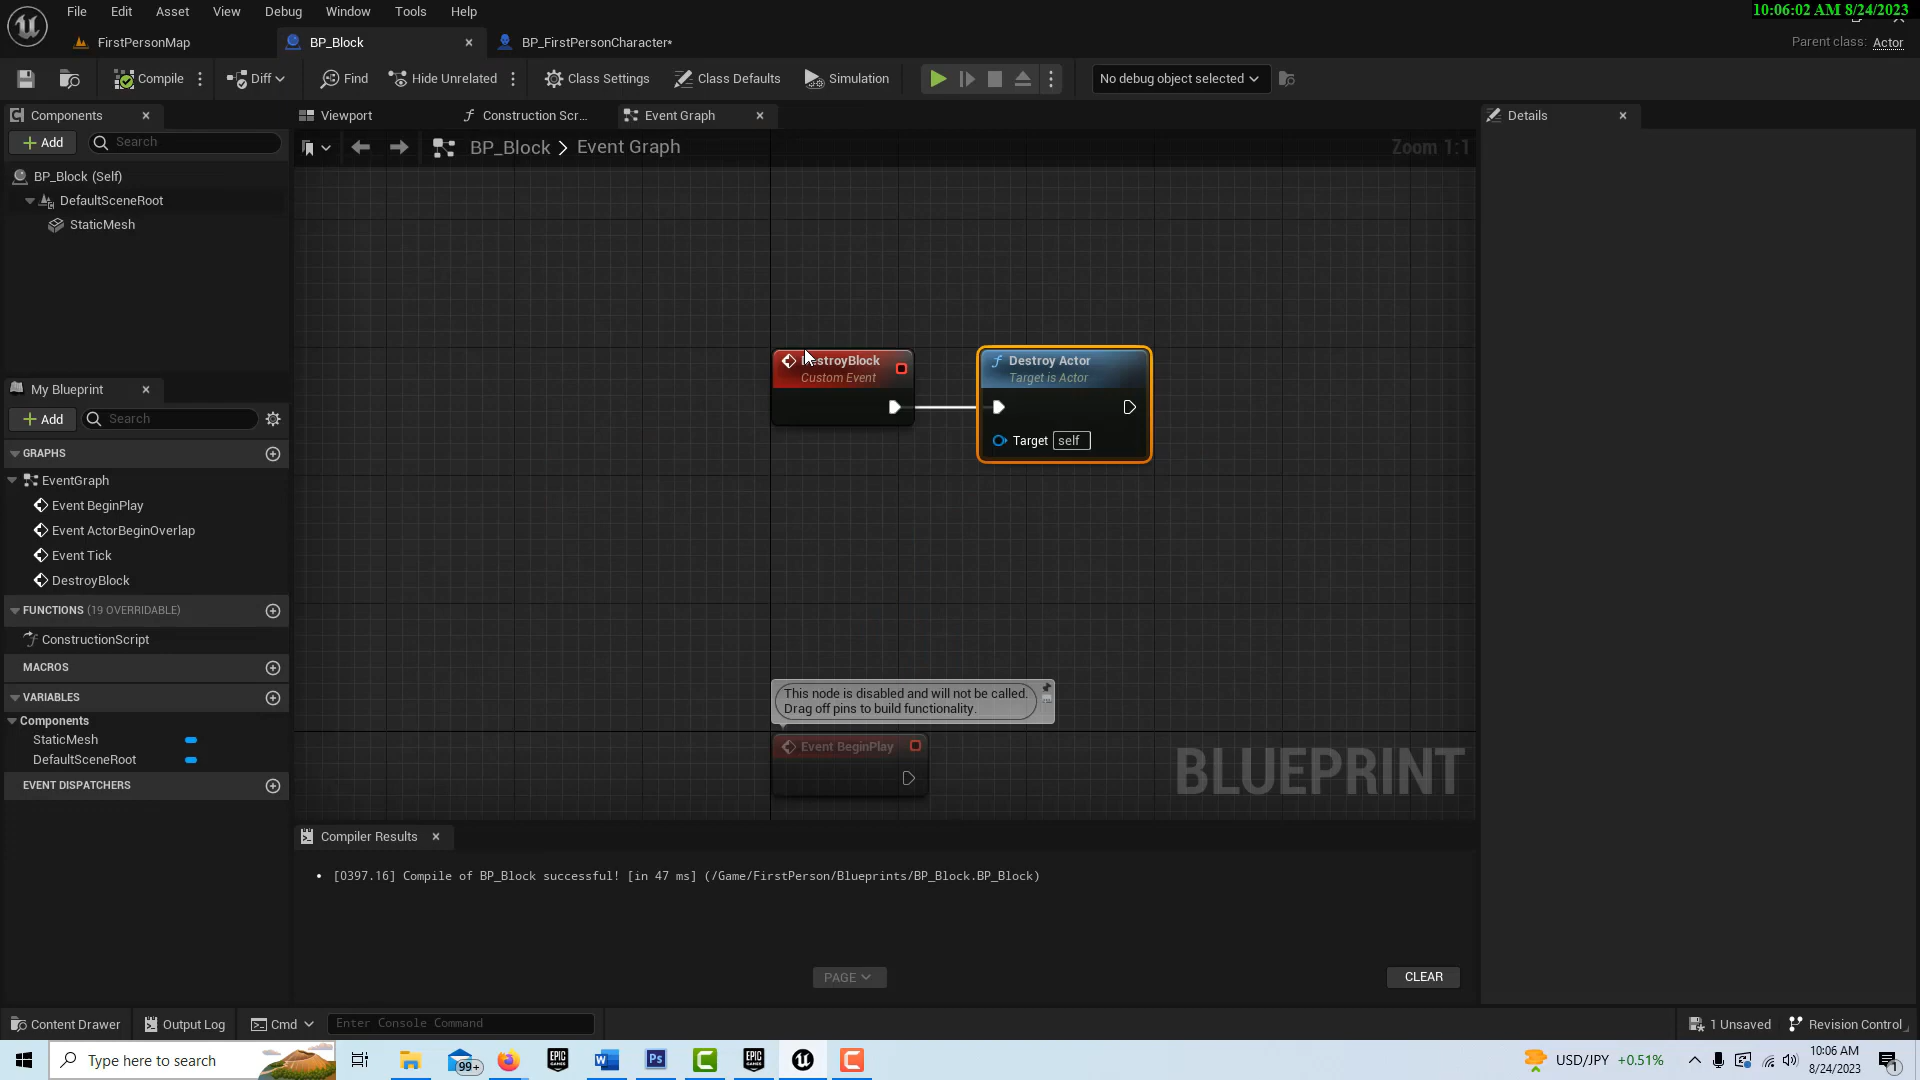 File Edit Asset View Debug Window Tools Help
10:06:02 AM 8/24/2023
FirstPersonMap
BP_Block
BP_FirstPersonCharacter*
Parent class: Actor
Compile
Diff
Find
Hide Unrelated
Class Settings
Class Defaults
Simulation
No debug object selected
Components
Viewport
Construction Scr...
Event Graph
Details
Add
Search
BP_Block > Event Graph
Zoom 1:1
BP_Block (Self)
DefaultSceneRoot
StaticMesh
DestroyBlock
Custom Event
Destroy Actor
Target is Actor
Target self
My Blueprint
Add
Search
GRAPHS
EventGraph
Event BeginPlay
Event ActorBeginOverlap
Event Tick
DestroyBlock
FUNCTIONS (19 OVERRIDABLE)
ConstructionScript
MACROS
VARIABLES
Components
StaticMesh
DefaultSceneRoot
EVENT DISPATCHERS
This node is disabled and will not be called.
Drag off pins to build functionality.
Event BeginPlay
BLUEPRINT
Compiler Results
[0397.16] Compile of BP_Block successful! [in 47 ms] (/Game/FirstPerson/Blueprints/BP_Block.BP_Block)
PAGE
CLEAR
Content Drawer
Output Log
Cmd
Enter Console Command
1 Unsaved
Revision Control
Type here to search
99+
USD/JPY +0.51%
10:06 AM
8/24/2023